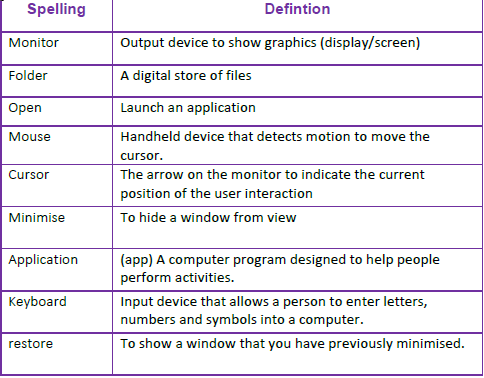 Spelling Defintion
Monitor Output device to show graphics (display/screen)
Folder A digital store of files
Open Launch an application
Mouse Handheld device that detects motion to move the
cursor.
Cursor The arrow on the monitor to indicate the current
position of the user interaction
Minimise To hide a window from view
Application (app) A computer program designed to help people
perform activities.
Keyboard Input device that allows a person to enter letters,
numbers and symbols into a computer.
restore To show a window that you have previously minimised.